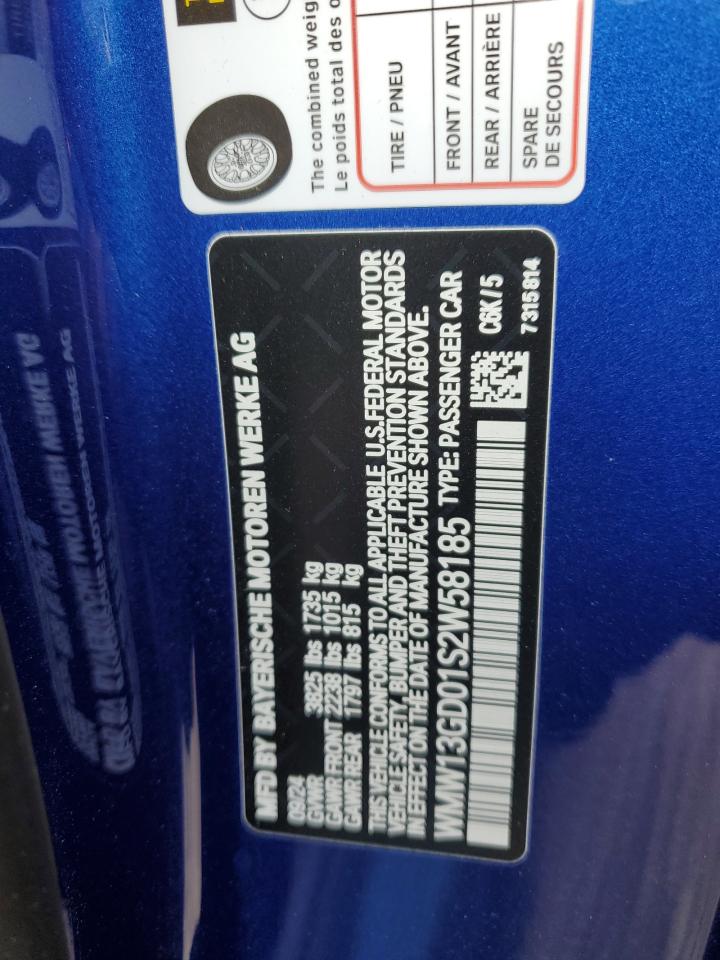 The combined weig
Le poids total des o
TIRE / PNEU
FRONT / AVANT
REAR / ARRIÈRE
SPARE
DE SECOURS
MFD BY BAYERISCHE MOTOREN WERKE AG
09/24
GVWR 3825 lbs 1735 kg
GAWR FRONT 2238 lbs 1015 kg
GAWR REAR 1797 lbs 815 kg
THIS VEHICLE CONFORMS TO ALL APPLICABLE U.S.FEDERAL MOTOR
VEHICLE SAFETY, BUMPER AND THEFT PREVENTION STANDARDS
IN EFFECT ON THE DATE OF MANUFACTURE SHOWN ABOVE.
WMW13GD01S2W58185 TYPE: PASSENGER CAR
C6K/5
7315814